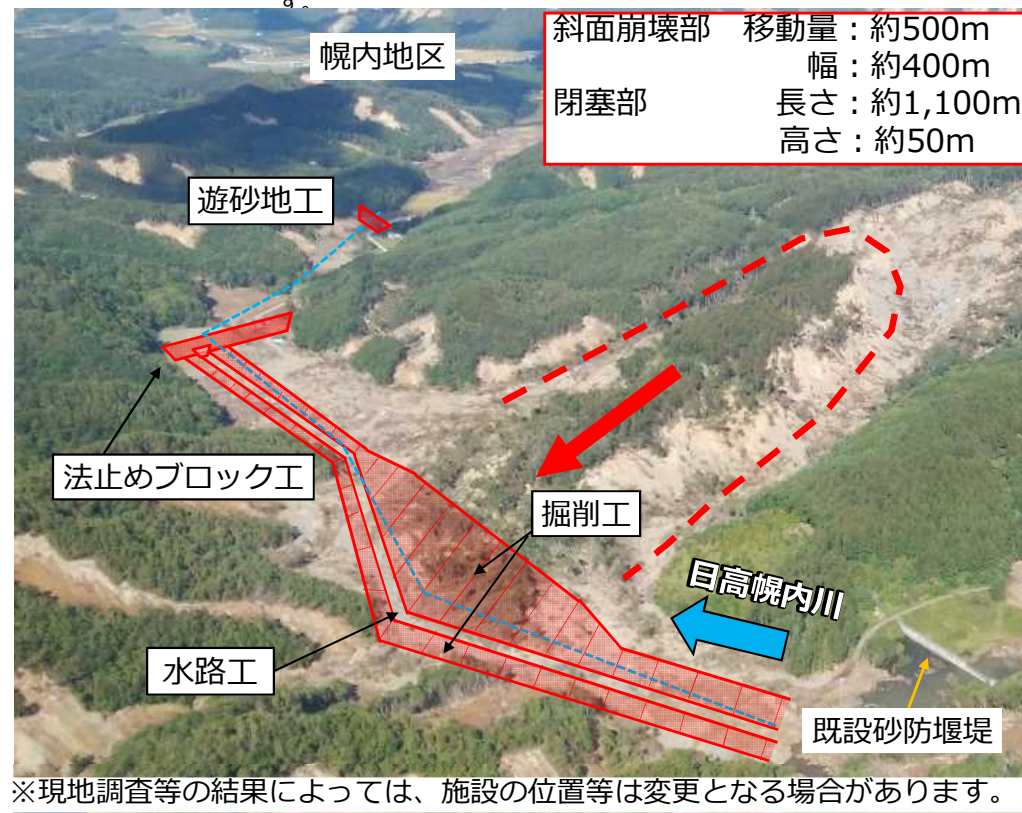 す。
幌内地区
斜面崩壊部 移動量：約500m
幅：約400m
閉塞部 長さ：約1,100m
高さ：約50m
遊砂地工
法止めブロック工
掘削工
日高幌内川
水路工
既設砂防堰堤
※現地調査等の結果によっては、施設の位置等は変更となる場合があります。